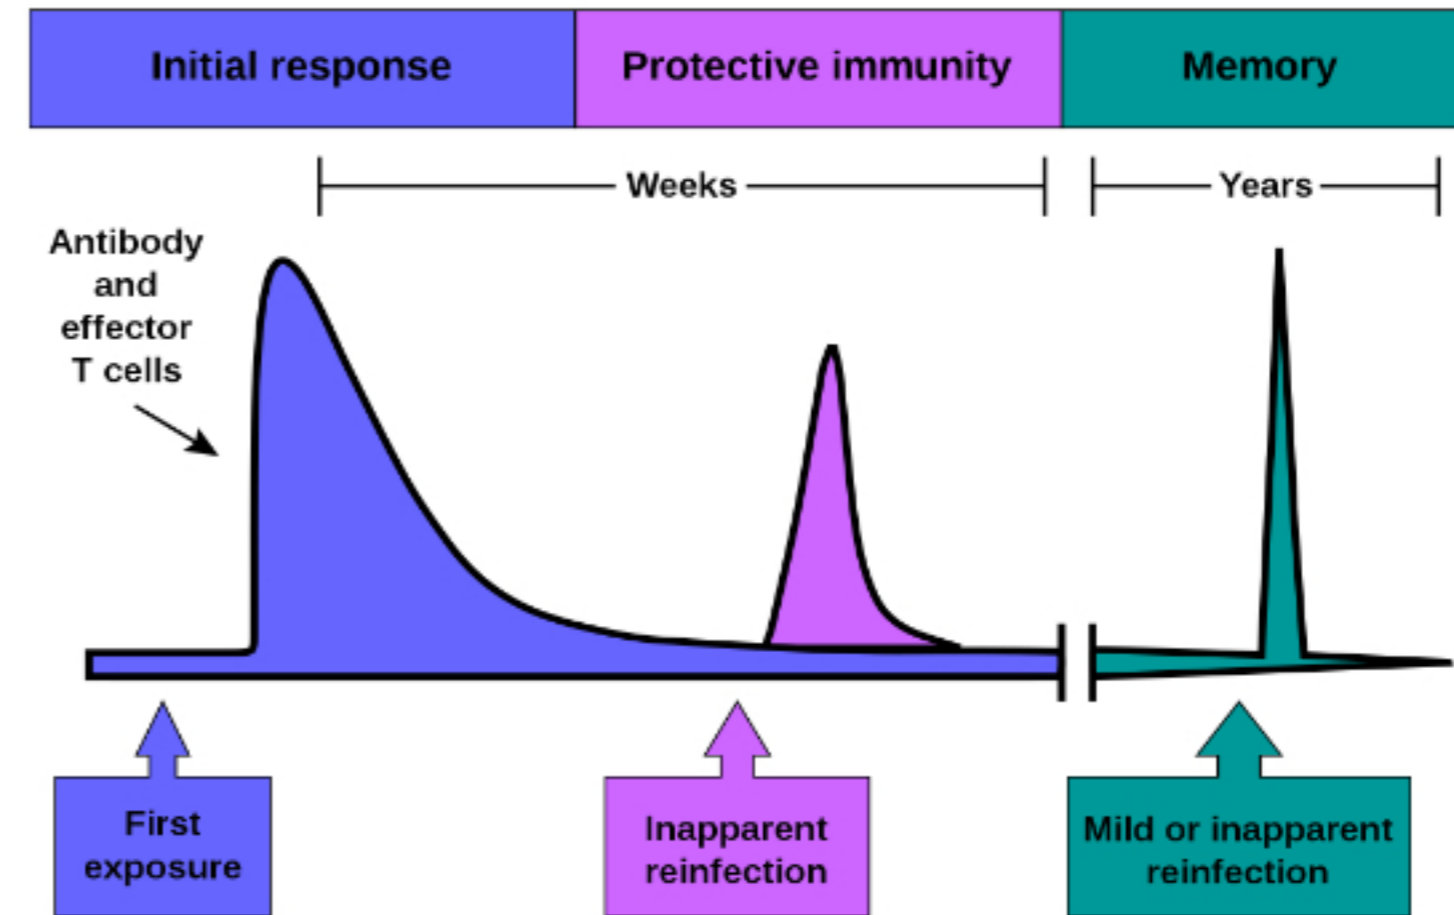 Initial response
Protective immunity
Memory
Weeks
Years
Antibody
and
effector
T cells
First
exposure
Inapparent
reinfection
Mild or inapparent
reinfection